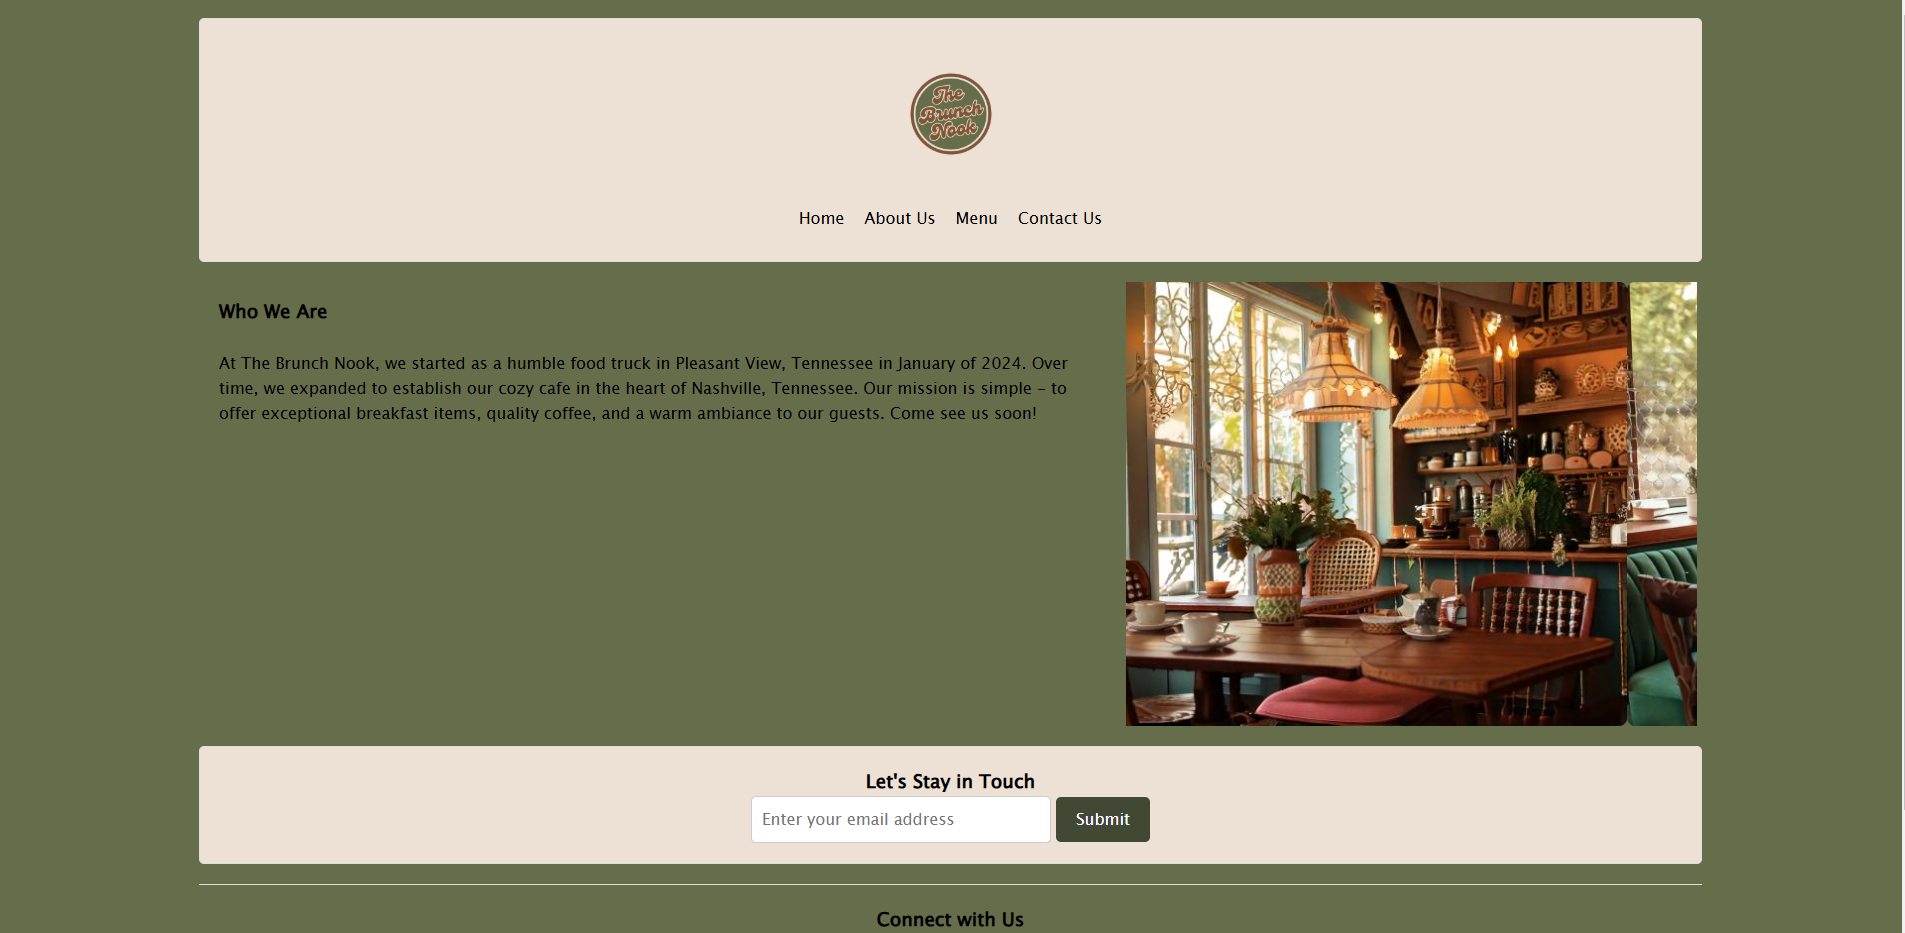 The
Brunch
Nook
Home About Us Menu Contact Us
Who We Are
At The Brunch Nook, we started as a humble food truck in Pleasant View, Tennessee in January of 2024. Over
time, we expanded to establish our cozy cafe in the heart of Nashville, Tennessee. Our mission is simple – to
offer exceptional breakfast items, quality coffee, and a warm ambiance to our guests. Come see us soon!
Let's Stay in Touch
Enter your email address Submit
Connect with Us